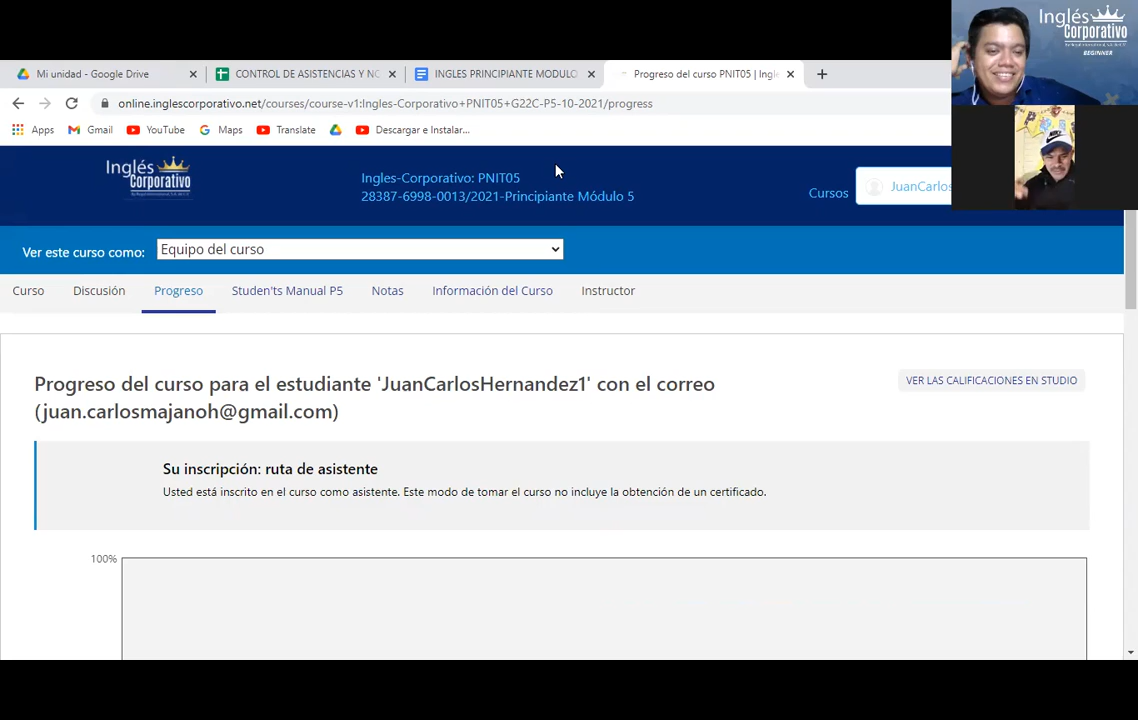 Mi unidad - Google Drive
CONTROL DE ASISTENCIAS Y NO
INGLES PRINCIPIANTE MODULO
Progreso del curso PNIT05 | Ingle
online.inglescorporativo.net/courses/course-v1:Ingles-Corporativo+PNIT05+G22C-P5-10-2021/progress
Apps
Gmail
YouTube
Maps
Translate
Descargar e Instalar...
Inglés
Corporativo
BEGINNER
Inglés
Corporativo
Ingles-Corporativo: PNIT05
28387-6998-0013/2021-Principiante Módulo 5
Cursos
JuanCarlos
Ver este curso como:
Equipo del curso
Curso
Discusión
Progreso
Studen'ts Manual P5
Notas
Información del Curso
Instructor
Progreso del curso para el estudiante 'JuanCarlosHernandez1' con el correo
(juan.carlosmajanoh@gmail.com)
VER LAS CALIFICACIONES EN STUDIO
Su inscripción: ruta de asistente
Usted está inscrito en el curso como asistente. Este modo de tomar el curso no incluye la obtención de un certificado.
100%